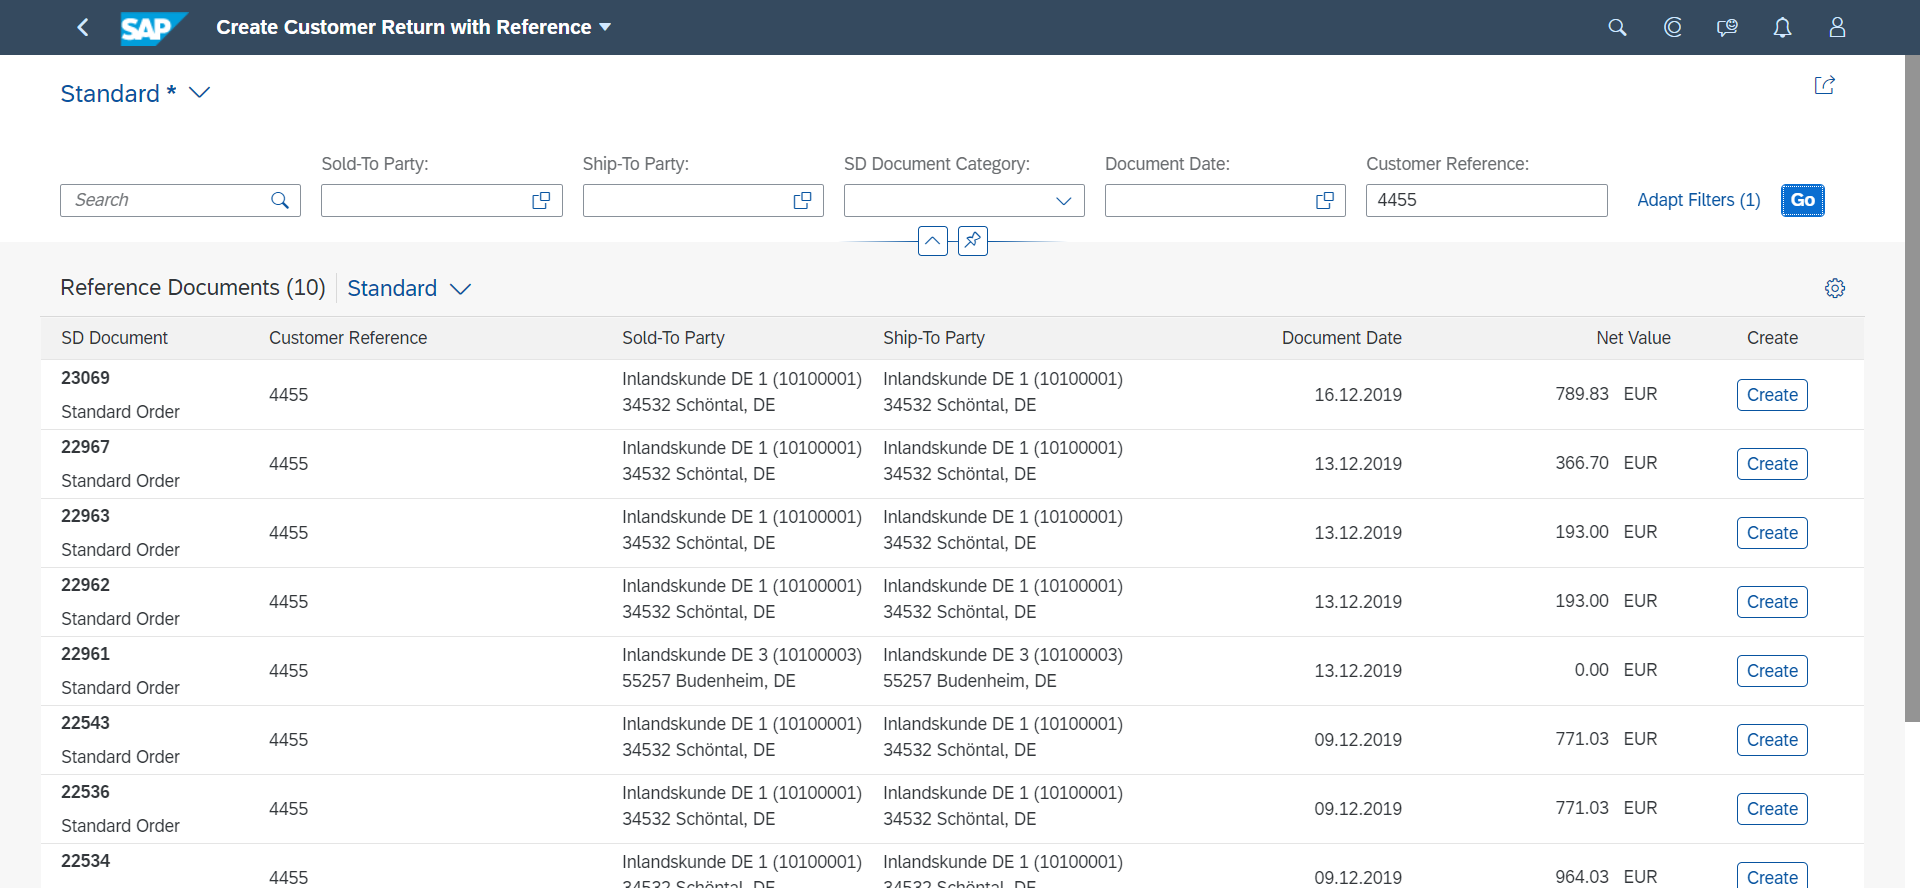 SAP Create Customer Return with Reference
Standard *
Sold-To Party: Ship-To Party: SD Document Category: Document Date: Customer Reference:
Search 4455 Adapt Filters (1) Go
Reference Documents (10) Standard
SD Document Customer Reference Sold-To Party Ship-To Party Document Date Net Value Create
23069 Inlandskunde DE 1 (10100001) Inlandskunde DE 1 (10100001)
4455 16.12.2019 789.83 EUR Create
Standard Order 34532 Schöntal, DE 34532 Schöntal, DE
22967 Inlandskunde DE 1 (10100001) Inlandskunde DE 1 (10100001)
4455 13.12.2019 366.70 EUR Create
Standard Order 34532 Schöntal, DE 34532 Schöntal, DE
22963 Inlandskunde DE 1 (10100001) Inlandskunde DE 1 (10100001)
4455 13.12.2019 193.00 EUR Create
Standard Order 34532 Schöntal, DE 34532 Schöntal, DE
22962 Inlandskunde DE 1 (10100001) Inlandskunde DE 1 (10100001)
4455 13.12.2019 193.00 EUR Create
Standard Order 34532 Schöntal, DE 34532 Schöntal, DE
22961 Inlandskunde DE 3 (10100003) Inlandskunde DE 3 (10100003)
4455 13.12.2019 0.00 EUR Create
Standard Order 55257 Budenheim, DE 55257 Budenheim, DE
22543 Inlandskunde DE 1 (10100001) Inlandskunde DE 1 (10100001)
4455 09.12.2019 771.03 EUR Create
Standard Order 34532 Schöntal, DE 34532 Schöntal, DE
22536 Inlandskunde DE 1 (10100001) Inlandskunde DE 1 (10100001)
4455 09.12.2019 771.03 EUR Create
Standard Order 34532 Schöntal, DE 34532 Schöntal, DE
22534 Inlandskunde DE 1 (10100001) Inlandskunde DE 1 (10100001)
4455 09.12.2019 964.03 EUR Create
34532 Schöntal, DE 34532 Schöntal, DE